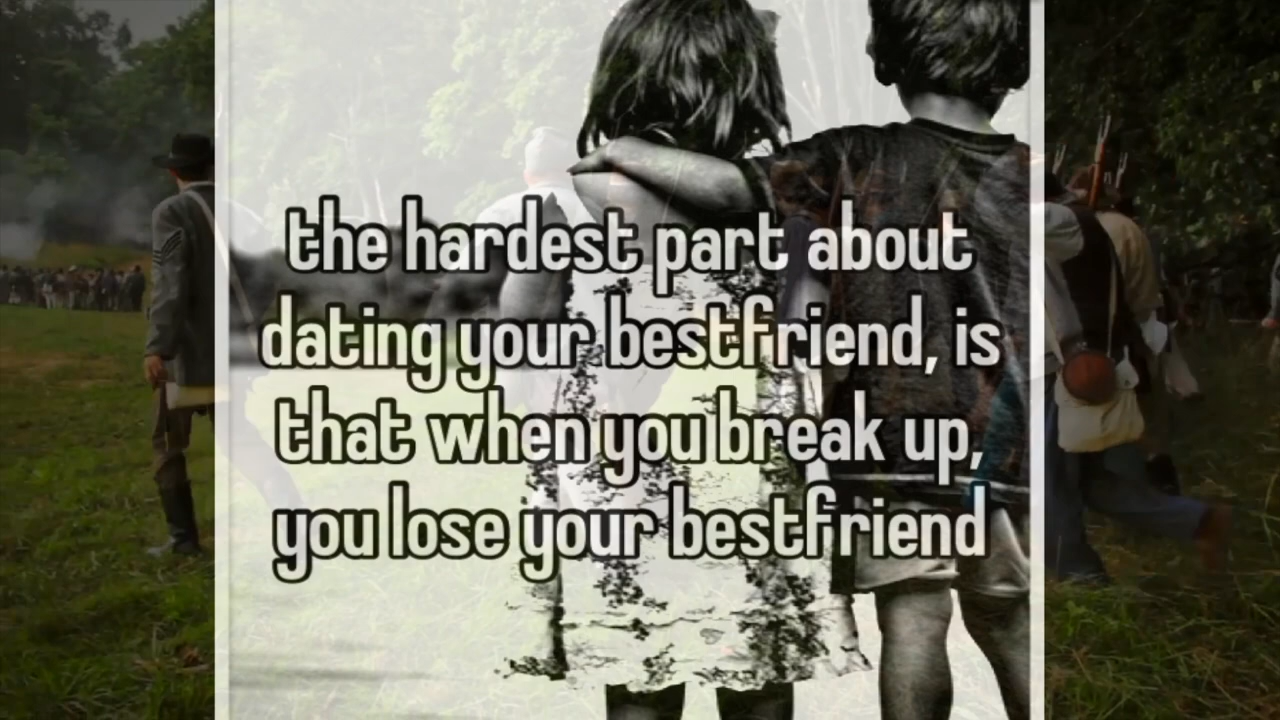 the hardest part about
dating your bestfriend, is
that when you break up,
you lose your bestfriend